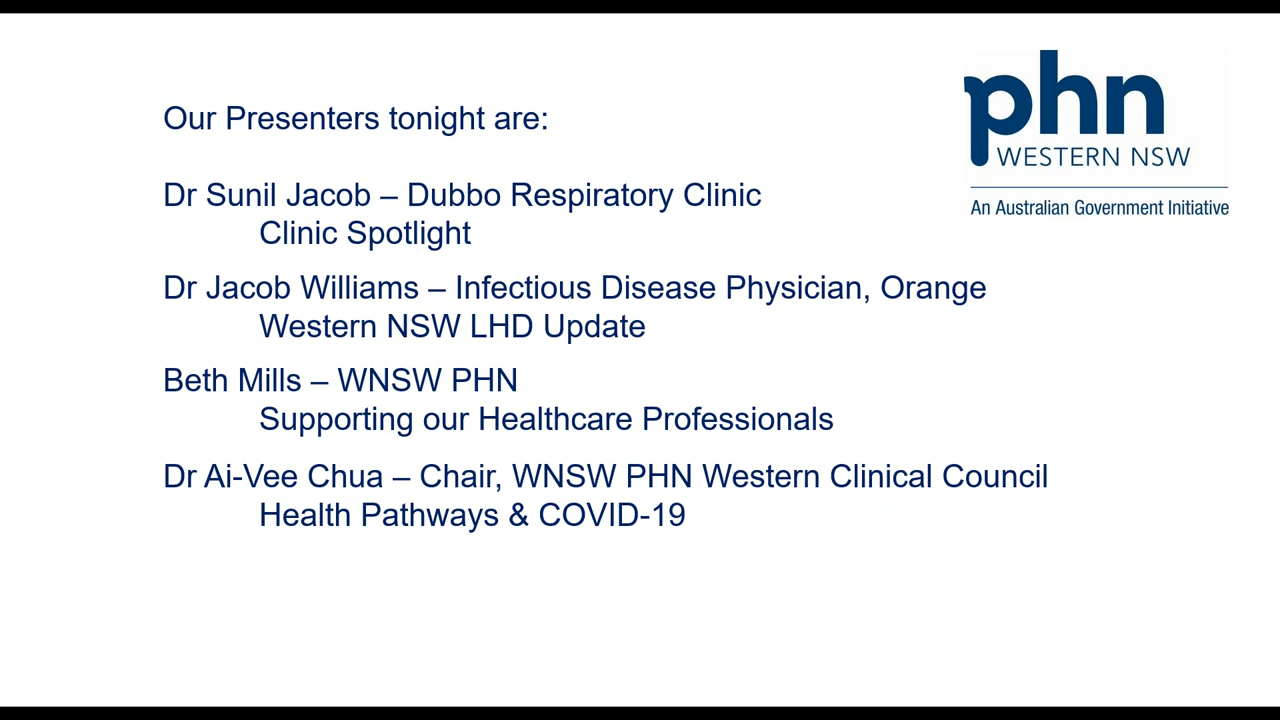 Our Presenters tonight are:
Dr Sunil Jacob – Dubbo Respiratory Clinic
Clinic Spotlight
Dr Jacob Williams – Infectious Disease Physician, Orange
Western NSW LHD Update
Beth Mills – WNSW PHN
Supporting our Healthcare Professionals
Dr Ai-Vee Chua – Chair, WNSW PHN Western Clinical Council
Health Pathways & COVID-19
phn
WESTERN NSW
An Australian Government Initiative